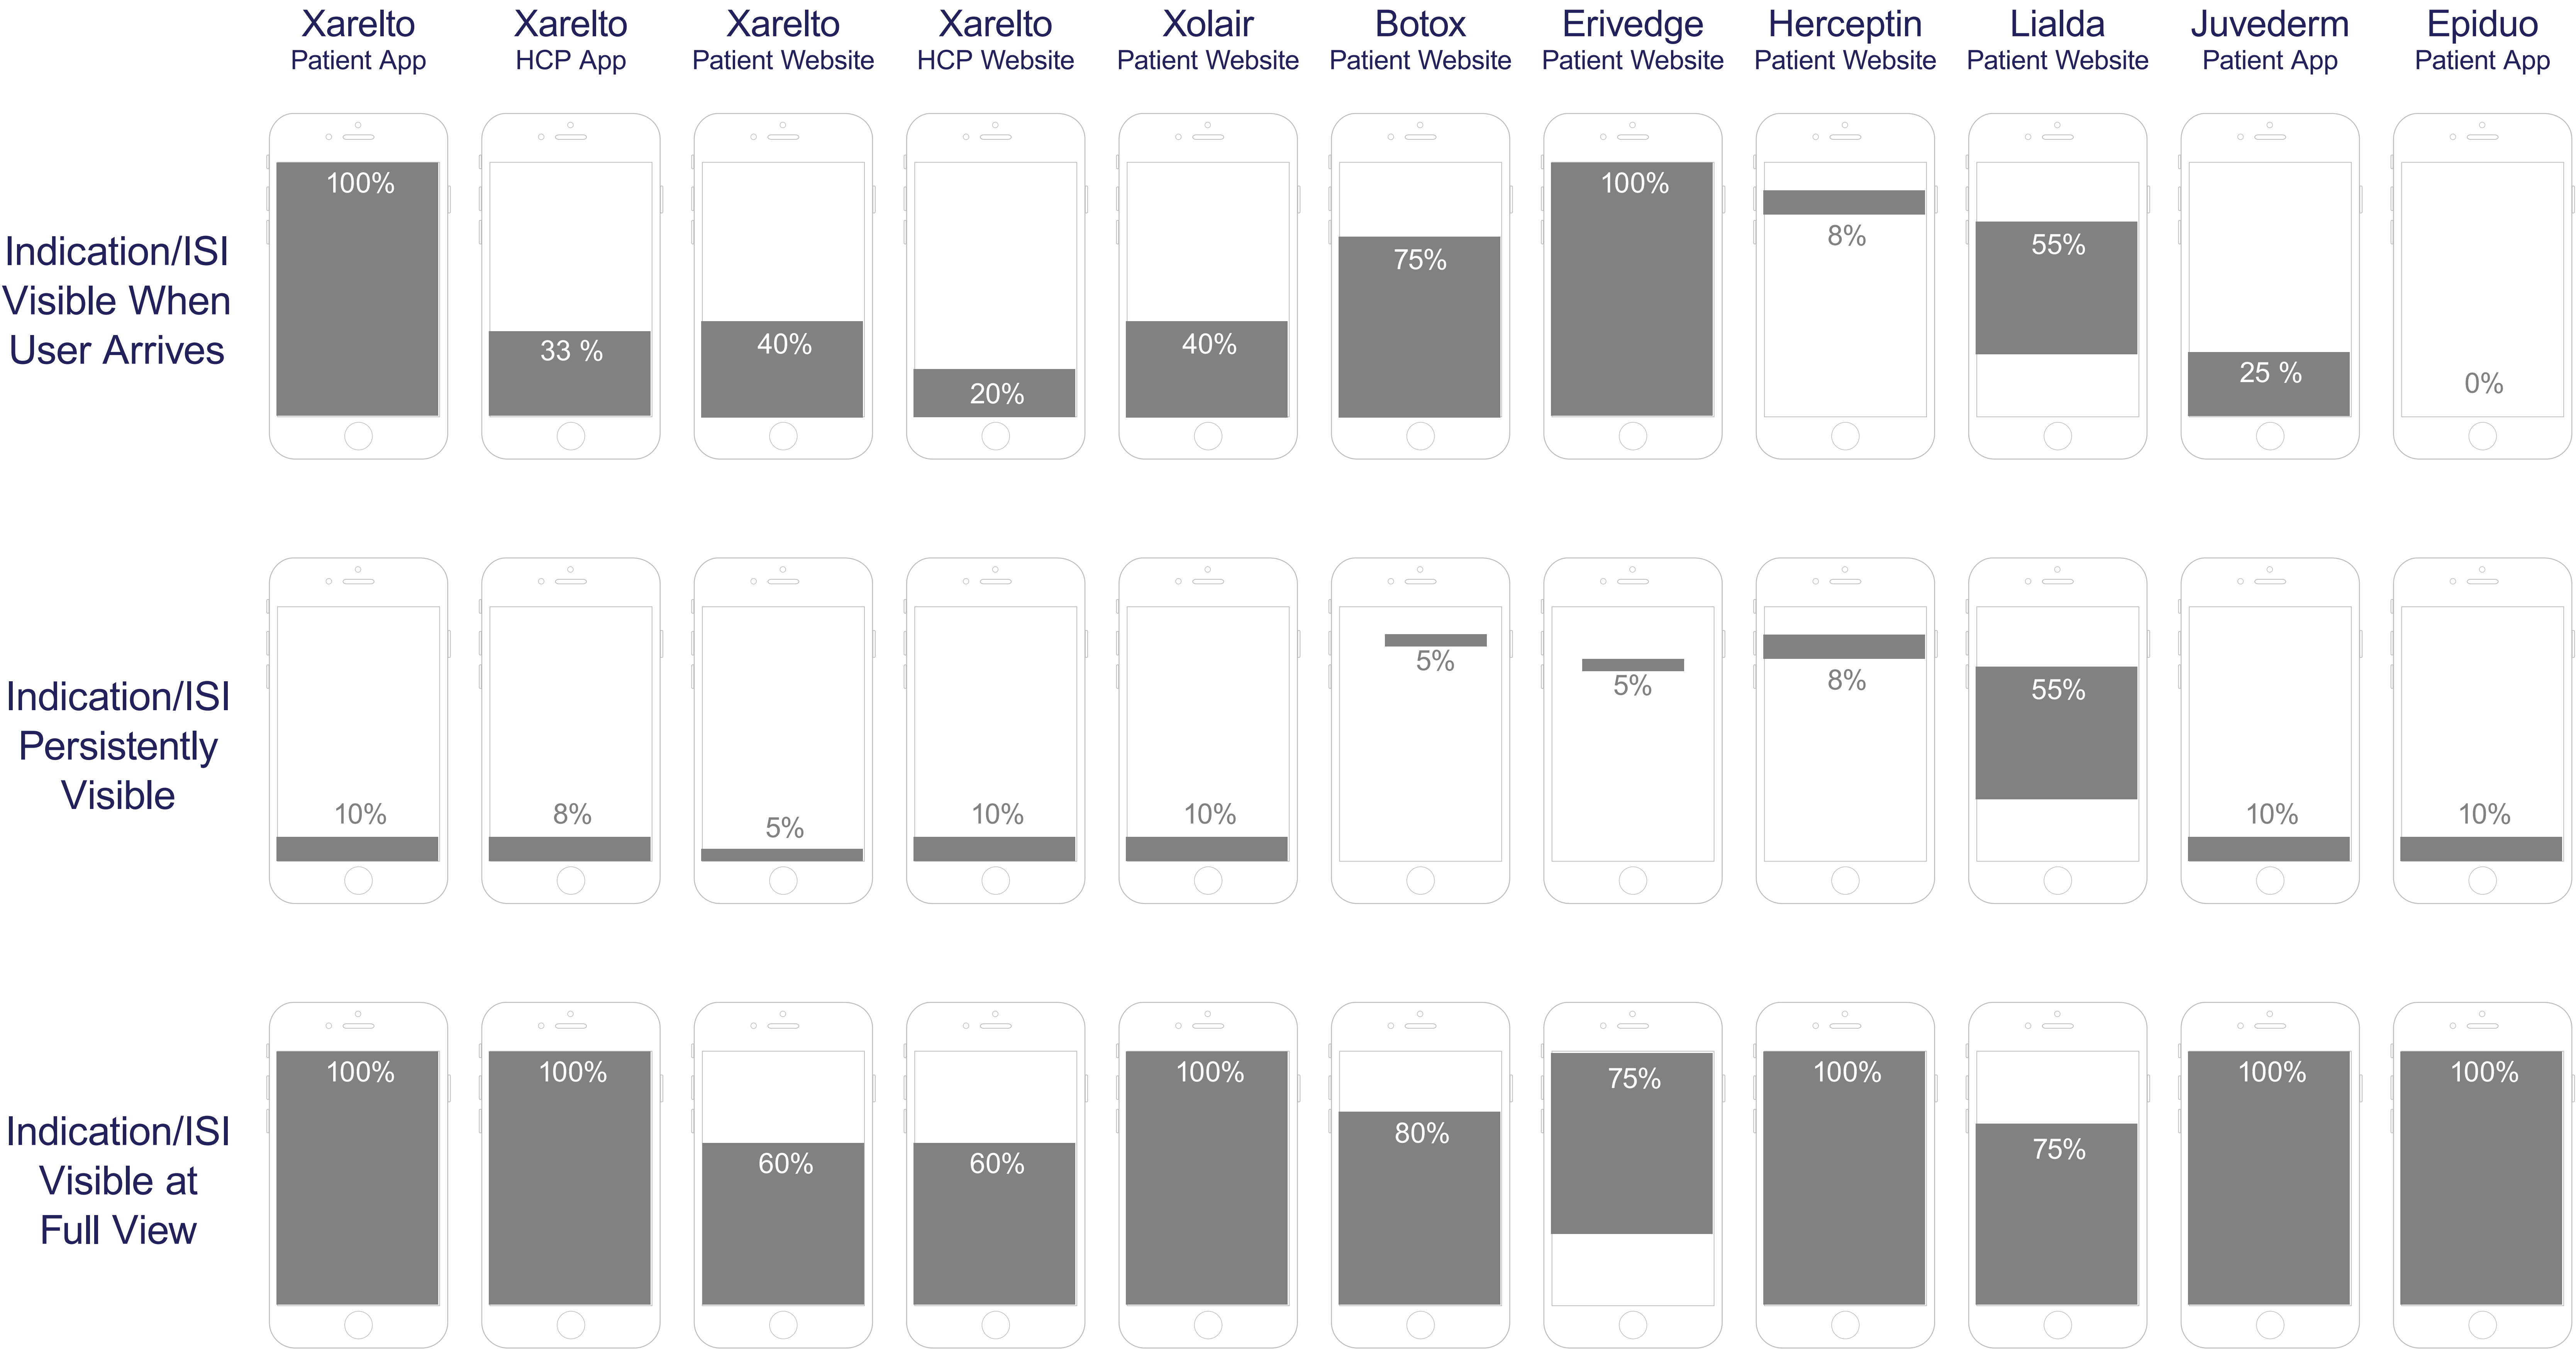 Xarelto
Patient App
Xarelto
HCP App
Xarelto
Patient Website
Xarelto
HCP Website
Xolair
Patient Website
Botox
Patient Website
Erivedge
Patient Website
Herceptin
Patient Website
Lialda
Patient Website
Juvederm
Patient App
Epiduo
Patient App
Indication/ISI
Visible When
User Arrives
100%
33 %
40%
20%
40%
75%
100%
8%
55%
25 %
0%
Indication/ISI
Persistently
Visible
10%
8%
5%
10%
10%
5%
5%
8%
55%
10%
10%
Indication/ISI
Visible at
Full View
100%
100%
60%
60%
100%
80%
75%
100%
75%
100%
100%